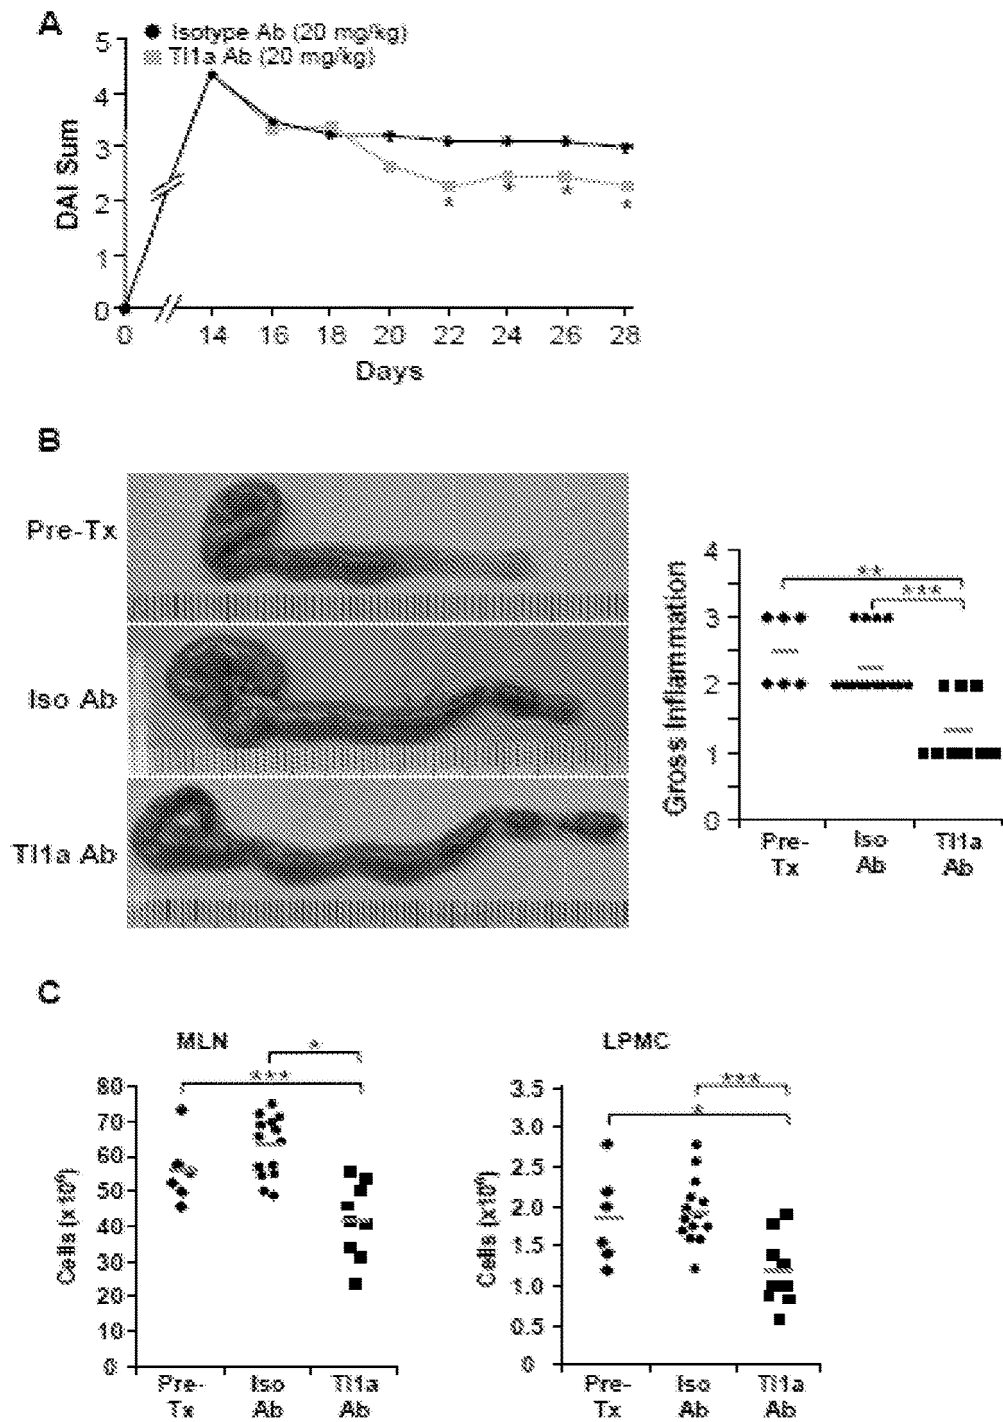 A
Isotype Ab (20 mg/kg)
Tl1a Ab (20 mg/kg)
5
4
3
2
1
0
DAI Sum
* * * *
0 14 16 18 20 22 24 26 28
Days
B
Pre-Tx
Iso Ab
Tl1a Ab
4
3
2
1
0
Gross Inflammation
**
***
Pre-Tx
Iso Ab
Tl1a Ab
C
MLN
*
***
80
70
60
50
40
30
20
10
0
Cells (x10⁶)
Pre-Tx
Iso Ab
Tl1a Ab
LPMC
***
*
3.5
3.0
2.5
2.0
1.5
1.0
0.5
0
Cells (x10⁶)
Pre-Tx
Iso Ab
Tl1a Ab